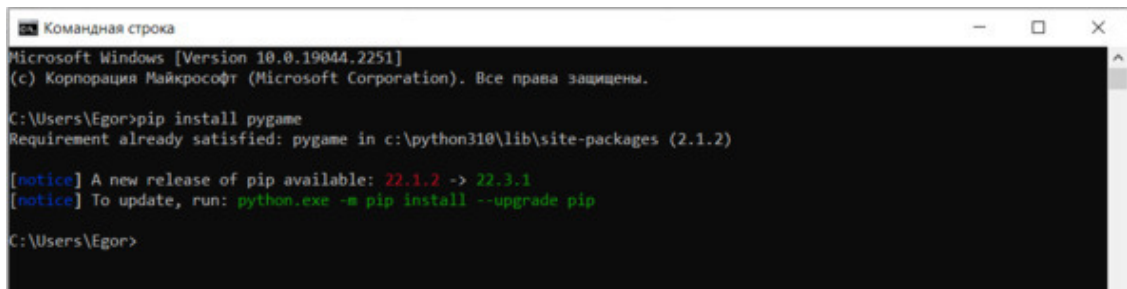 Командная строка
Microsoft Windows [Version 10.0.19044.2251]
(c) Корпорация Майкрософт (Microsoft Corporation). Все права защищены.
C:\Users\Egor>pip install pygame
Requirement already satisfied: pygame in c:\python310\lib\site-packages (2.1.2)
[notice] A new release of pip available: 22.1.2 -> 22.3.1
[notice] To update, run: python.exe -m pip install --upgrade pip
C:\Users\Egor>